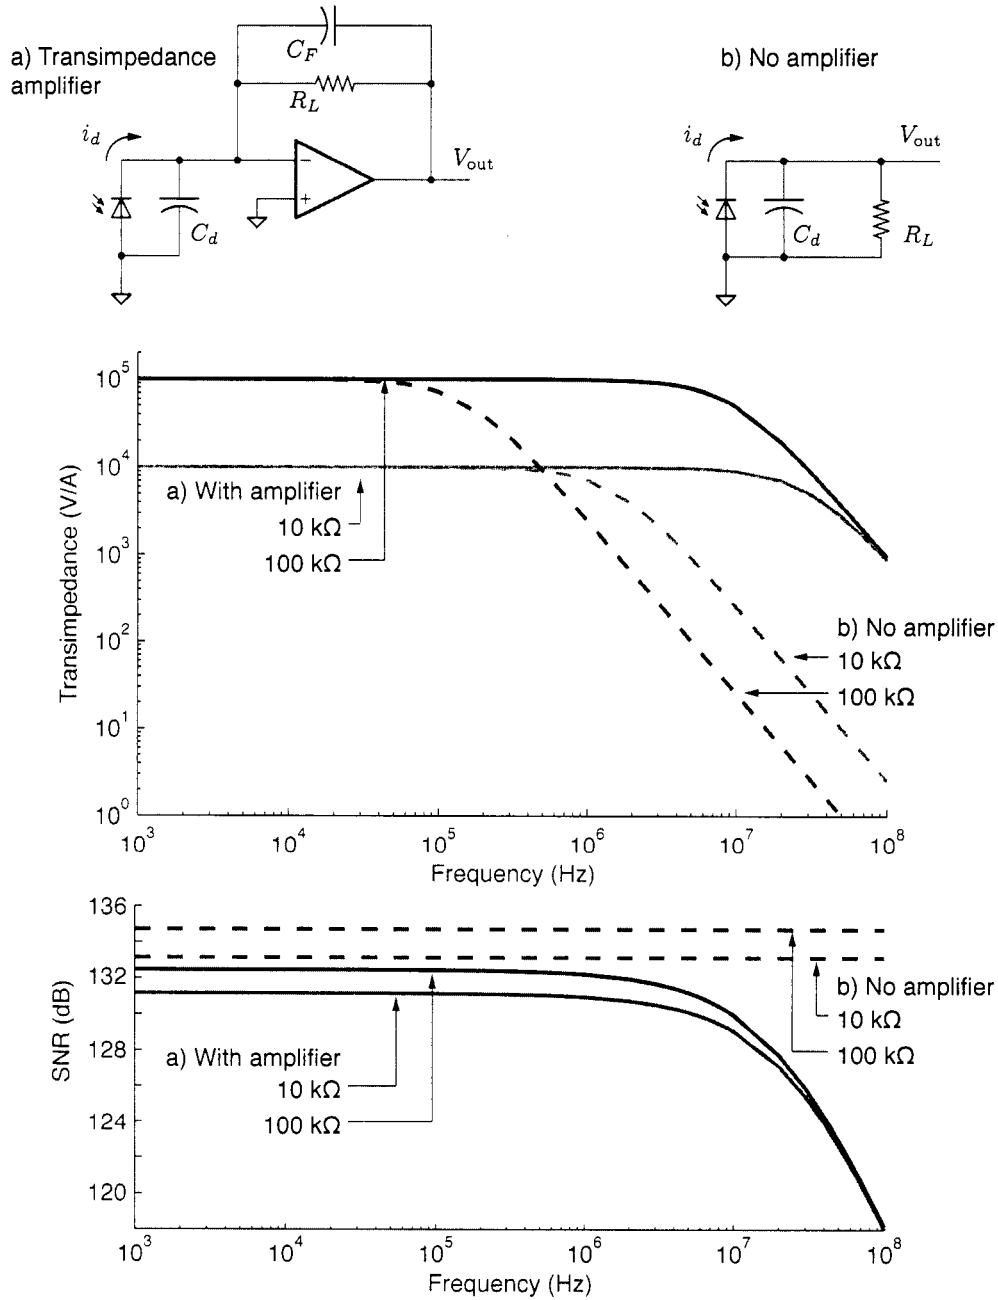 a) Transimpedance
amplifier
b) No amplifier
C_F
R_L
i_d
C_d
−
+
V_out
i_d
C_d
V_out
R_L
Transimpedance (V/A)
10^5
10^4
10^3
10^2
10^1
10^0
a) With amplifier
10 kΩ
100 kΩ
b) No amplifier
10 kΩ
100 kΩ
10^3 10^4 10^5 10^6 10^7 10^8
Frequency (Hz)
SNR (dB)
136
132
128
124
120
a) With amplifier
10 kΩ
100 kΩ
b) No amplifier
10 kΩ
100 kΩ
10^3 10^4 10^5 10^6 10^7 10^8
Frequency (Hz)